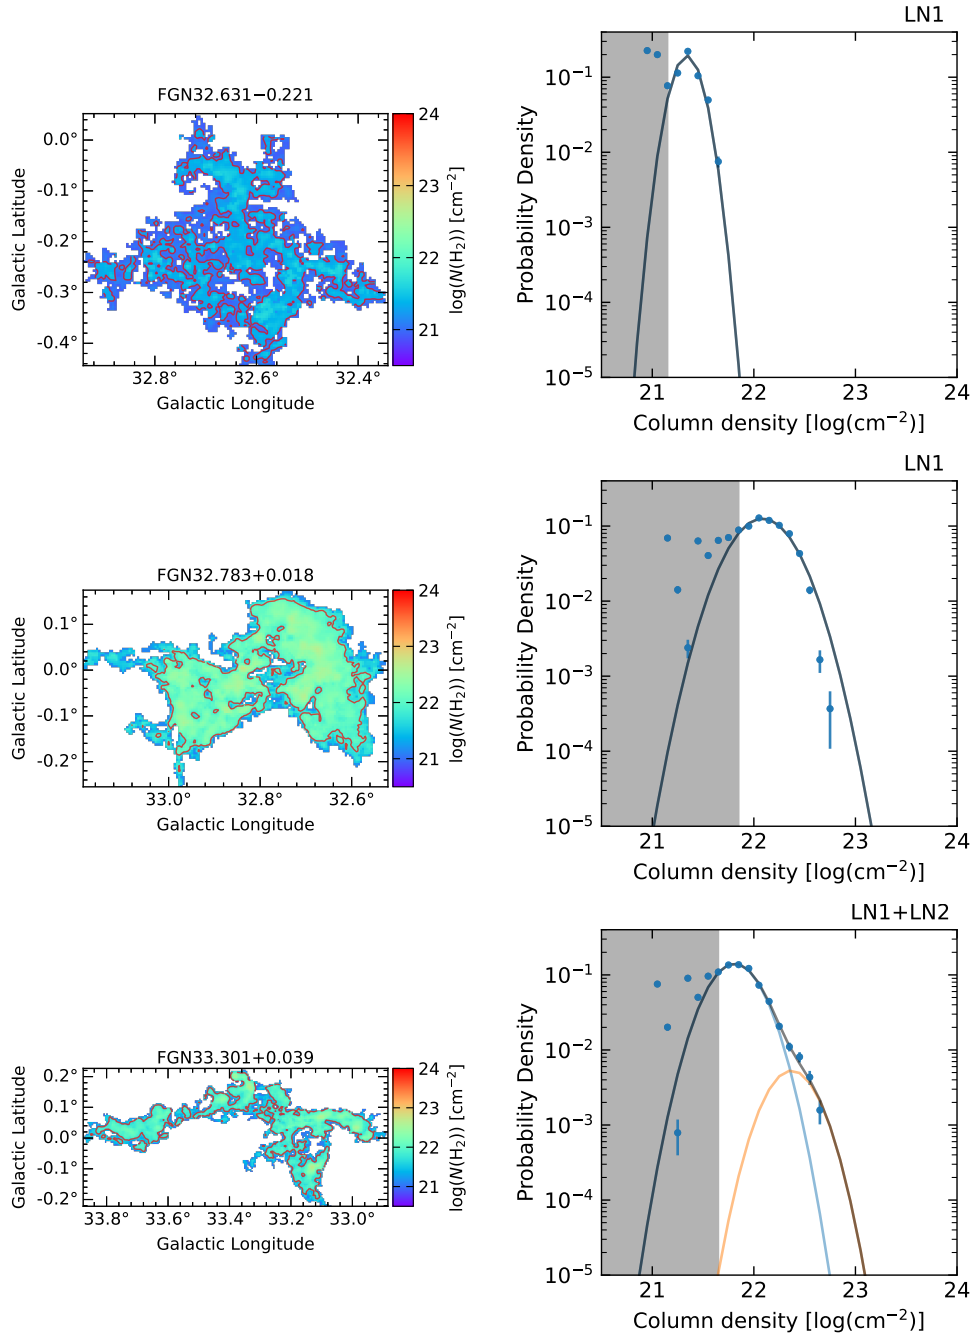 LN1
FGN32.631−0.221
Galactic Latitude
0.0°
-0.1°
-0.2°
-0.3°
-0.4°
32.8° 32.6° 32.4°
Galactic Longitude
24
23
22
21
log(N(H₂)) [cm⁻²]
Probability Density
10⁻¹
10⁻²
10⁻³
10⁻⁴
10⁻⁵
21 22 23 24
Column density [log(cm⁻²)]
LN1
FGN32.783+0.018
Galactic Latitude
0.1°
0.0°
-0.1°
-0.2°
33.0° 32.8° 32.6°
Galactic Longitude
24
23
22
21
log(N(H₂)) [cm⁻²]
Probability Density
10⁻¹
10⁻²
10⁻³
10⁻⁴
10⁻⁵
21 22 23 24
Column density [log(cm⁻²)]
LN1+LN2
FGN33.301+0.039
Galactic Latitude
0.2°
0.1°
0.0°
-0.1°
-0.2°
33.8° 33.6° 33.4° 33.2° 33.0°
Galactic Longitude
24
23
22
21
log(N(H₂)) [cm⁻²]
Probability Density
10⁻¹
10⁻²
10⁻³
10⁻⁴
10⁻⁵
21 22 23 24
Column density [log(cm⁻²)]